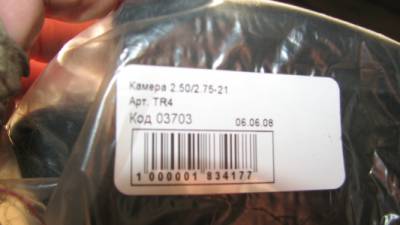 Камера 2.50/2.75-21
Арт. TR4
Код 03703 06.06.08
1 000001 834177